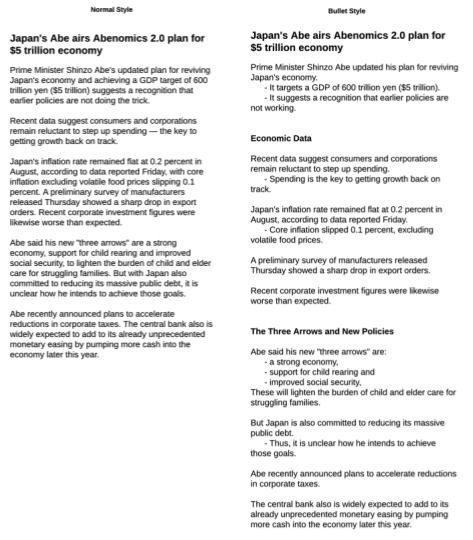 Normal Style
Japan's Abe airs Abenomics 2.0 plan for
$5 trillion economy
Prime Minister Shinzo Abe's updated plan for reviving
Japan's economy and achieving a GDP target of 600
trillion yen ($5 trillion) suggests a recognition that
earlier policies are not doing the trick.
Recent data suggest consumers and corporations
remain reluctant to step up spending — the key to
getting growth back on track.
Japan's inflation rate remained flat at 0.2 percent in
August, according to data reported Friday, with core
inflation excluding volatile food prices slipping 0.1
percent. A preliminary survey of manufacturers
released Thursday showed a sharp drop in export
orders. Recent corporate investment figures were
likewise worse than expected.
Abe said his new "three arrows" are a strong
economy, support for child rearing and improved
social security, to lighten the burden of child and elder
care for struggling families. But with Japan also
committed to reducing its massive public debt, it is
unclear how he intends to achieve those goals.
Abe recently announced plans to accelerate
reductions in corporate taxes. The central bank also is
widely expected to add to its already unprecedented
monetary easing by pumping more cash into the
economy later this year.
Bullet Style
Japan's Abe airs Abenomics 2.0 plan for
$5 trillion economy
Prime Minister Shinzo Abe updated his plan for reviving
Japan's economy.
- It targets a GDP of 600 trillion yen ($5 trillion).
- It suggests a recognition that earlier policies are
not working.
Economic Data
Recent data suggest consumers and corporations
remain reluctant to step up spending.
- Spending is the key to getting growth back on
track.
Japan's inflation rate remained flat at 0.2 percent in
August, according to data reported Friday.
- Core inflation slipped 0.1 percent, excluding
volatile food prices.
A preliminary survey of manufacturers released
Thursday showed a sharp drop in export orders.
Recent corporate investment figures were likewise
worse than expected.
The Three Arrows and New Policies
Abe said his new "three arrows" are:
- a strong economy,
- support for child rearing and
- improved social security,
These will lighten the burden of child and elder care for
struggling families.
But Japan is also committed to reducing its massive
public debt.
- Thus, it is unclear how he intends to achieve
those goals.
Abe recently announced plans to accelerate reductions
in corporate taxes.
The central bank also is widely expected to add to its
already unprecedented monetary easing by pumping
more cash into the economy later this year.